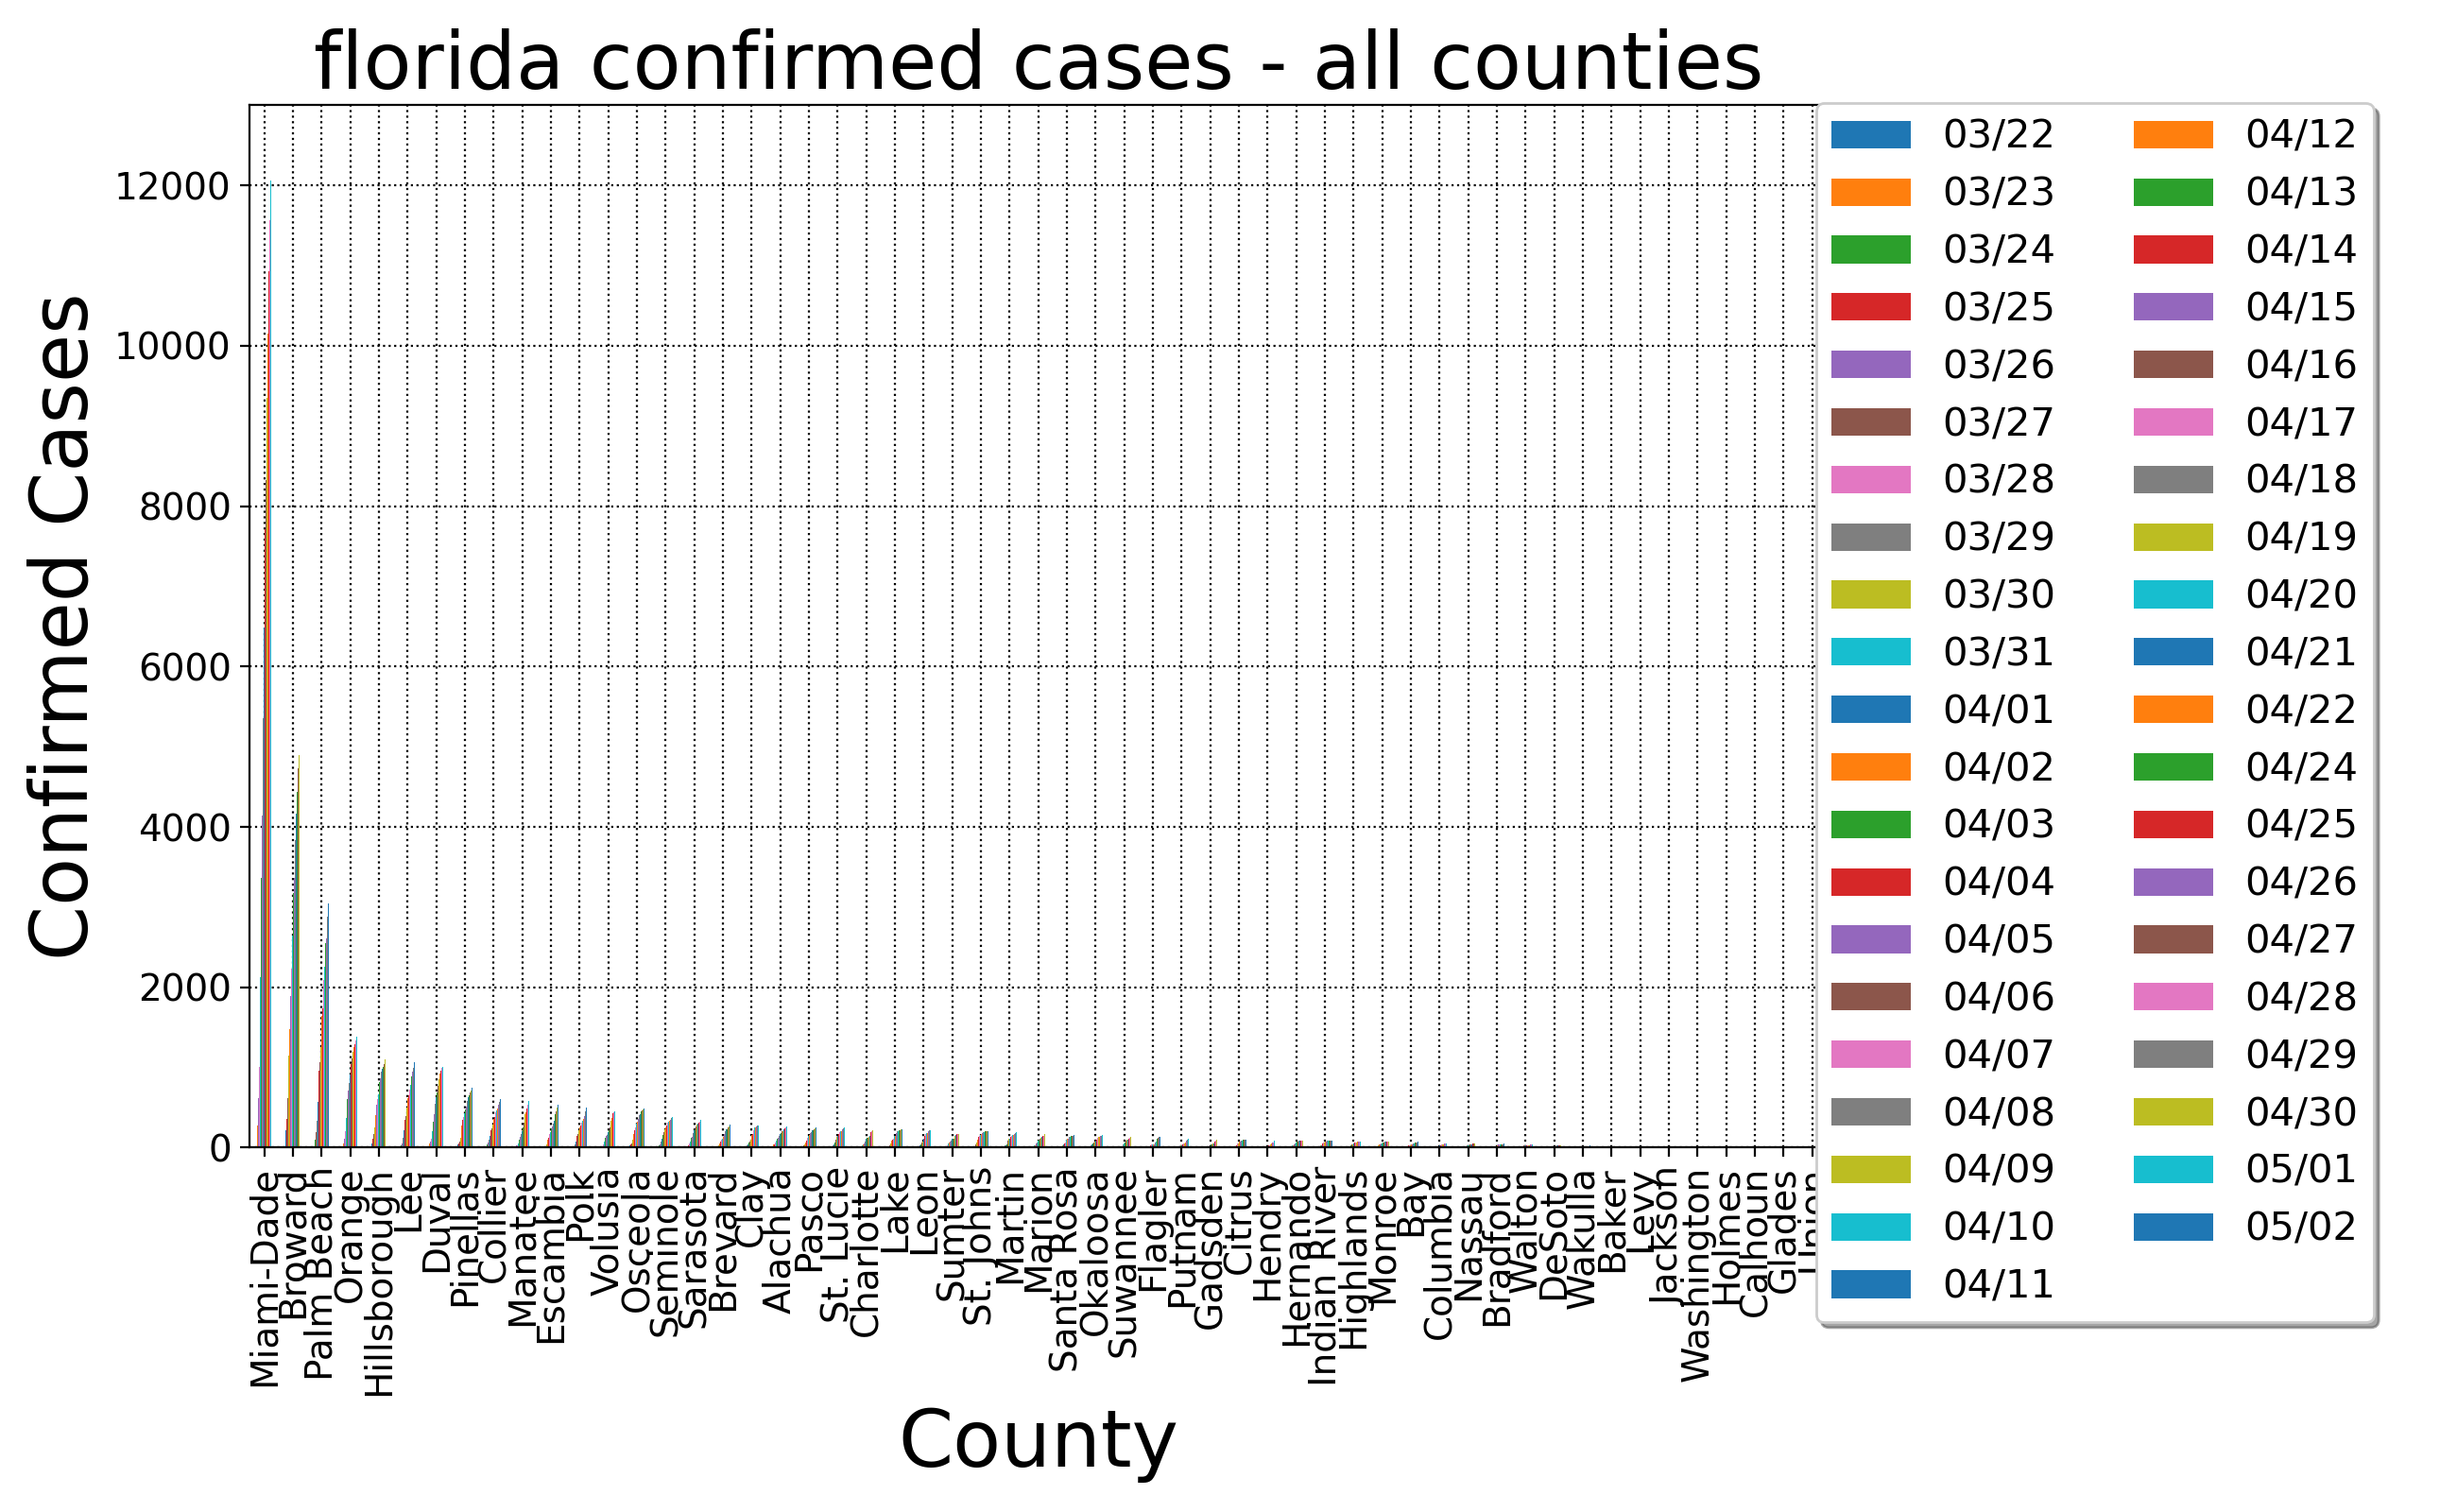 florida confirmed cases - all counties
Confirmed Cases
12000
10000
8000
6000
4000
2000
0
Miami-Dade
Broward
Palm Beach
Orange
Hillsborough
Lee
Duval
Pinellas
Collier
Manatee
Escambia
Polk
Volusia
Osceola
Seminole
Sarasota
Brevard
Clay
Alachua
Pasco
St. Lucie
Charlotte
Lake
Leon
Sumter
St. Johns
Martin
Marion
Santa Rosa
Okaloosa
Suwannee
Flagler
Putnam
Gadsden
Citrus
Hendry
Hernando
Indian River
Highlands
Monroe
Bay
Columbia
Nassau
Bradford
Walton
DeSoto
Wakulla
Baker
Levy
Jackson
Washington
Holmes
Calhoun
Glades
County
03/22
03/23
03/24
03/25
03/26
03/27
03/28
03/29
03/30
03/31
04/01
04/02
04/03
04/04
04/05
04/06
04/07
04/08
04/09
04/10
04/11
04/12
04/13
04/14
04/15
04/16
04/17
04/18
04/19
04/20
04/21
04/22
04/24
04/25
04/26
04/27
04/28
04/29
04/30
05/01
05/02